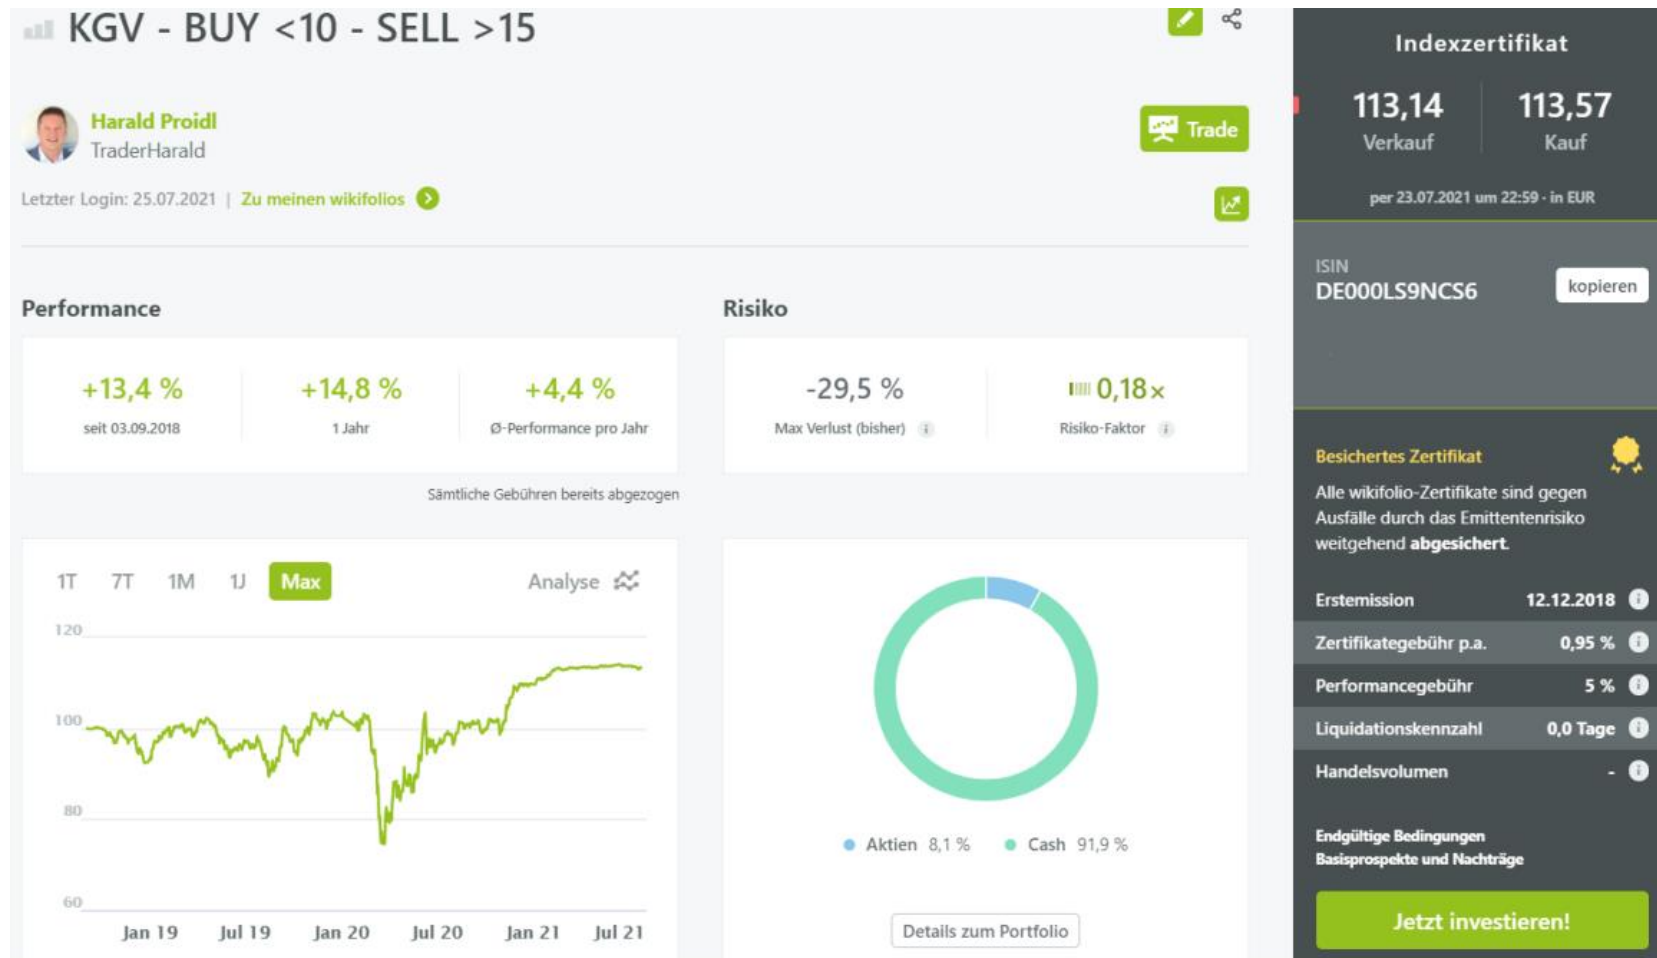 KGV - BUY <10 - SELL >15
Harald Proidl
TraderHarald
Trade
Letzter Login: 25.07.2021 | Zu meinen wikifolios
Performance
+13,4 %
seit 03.09.2018
+14,8 %
1 Jahr
+4,4 %
Ø-Performance pro Jahr
Sämtliche Gebühren bereits abgezogen
Risiko
-29,5 %
Max Verlust (bisher)
0,18x
Risiko-Faktor
1T 7T 1M 1J Max Analyse
120
100
80
60
Jan 19 Jul 19 Jan 20 Jul 20 Jan 21 Jul 21
Aktien 8,1 % Cash 91,9 %
Details zum Portfolio
Indexzertifikat
113,14 113,57
Verkauf Kauf
per 23.07.2021 um 22:59 - in EUR
ISIN
DE000LS9NCS6
kopieren
Besichertes Zertifikat
Alle wikifolio-Zertifikate sind gegen
Ausfälle durch das Emittentenrisiko
weitgehend abgesichert.
Erstemission 12.12.2018
Zertifikategebühr p.a. 0,95 %
Performancegebühr 5 %
Liquidationskennzahl 0,0 Tage
Handelsvolumen -
Endgültige Bedingungen
Basisprospekte und Nachträge
Jetzt investieren!